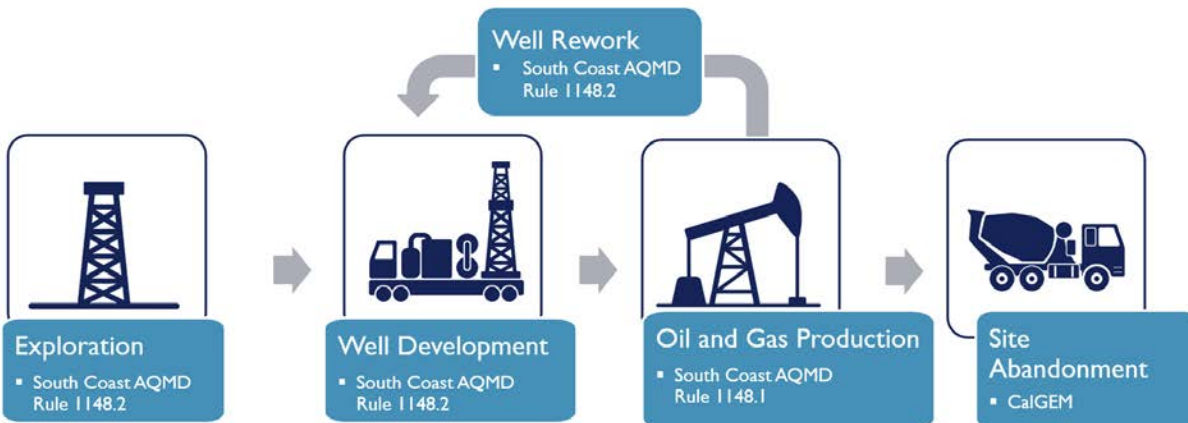 Well Rework
▪ South Coast AQMD
Rule 1148.2
Exploration
▪ South Coast AQMD
Rule 1148.2
Well Development
▪ South Coast AQMD
Rule 1148.2
Oil and Gas Production
▪ South Coast AQMD
Rule 1148.1
Site
Abandonment
▪ CalGEM